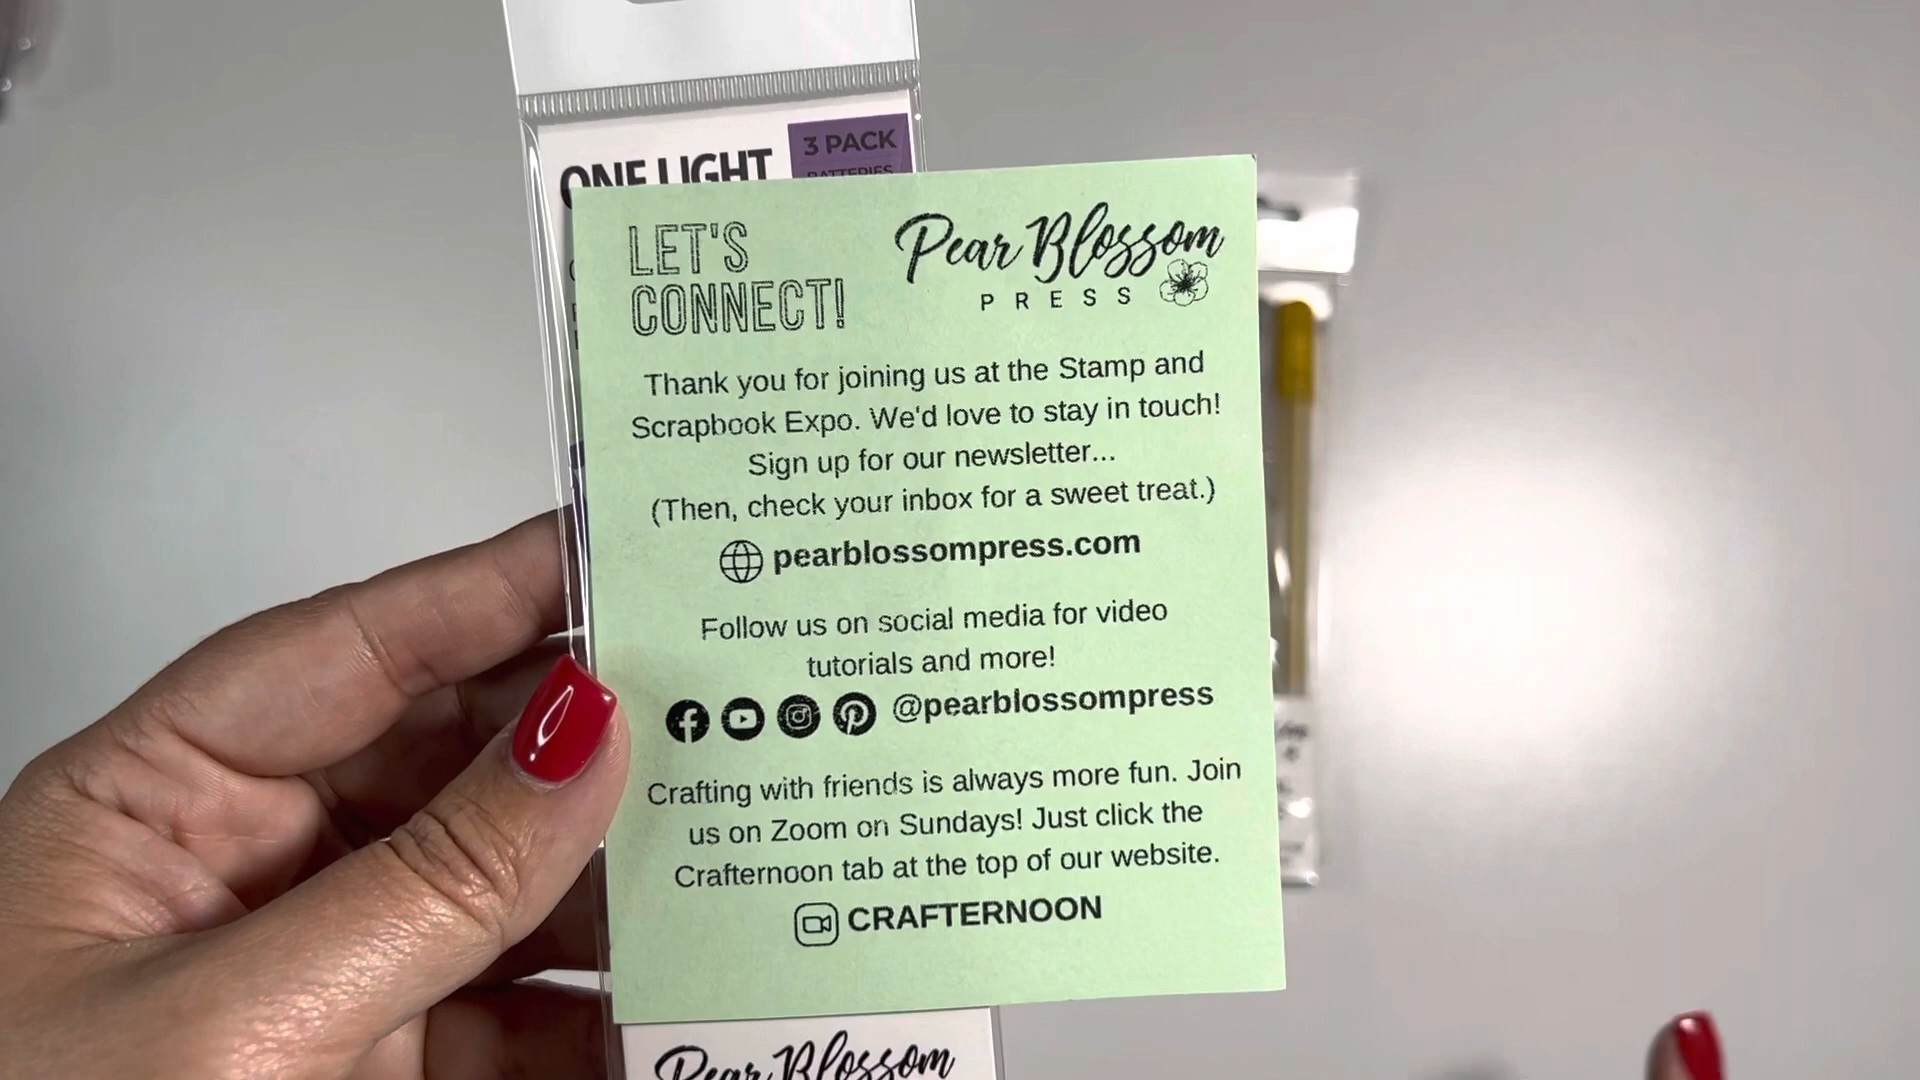 3 PACK
BATTERIES
ONE LIGHT
LET'S
CONNECT!
Pear Blossom
PRESS
Thank you for joining us at the Stamp and
Scrapbook Expo. We'd love to stay in touch!
Sign up for our newsletter...
(Then, check your inbox for a sweet treat.)
pearblossompress.com
Follow us on social media for video
tutorials and more!
@pearblossompress
Crafting with friends is always more fun. Join
us on Zoom on Sundays! Just click the
Crafternoon tab at the top of our website.
CRAFTERNOON
Pear Blossom